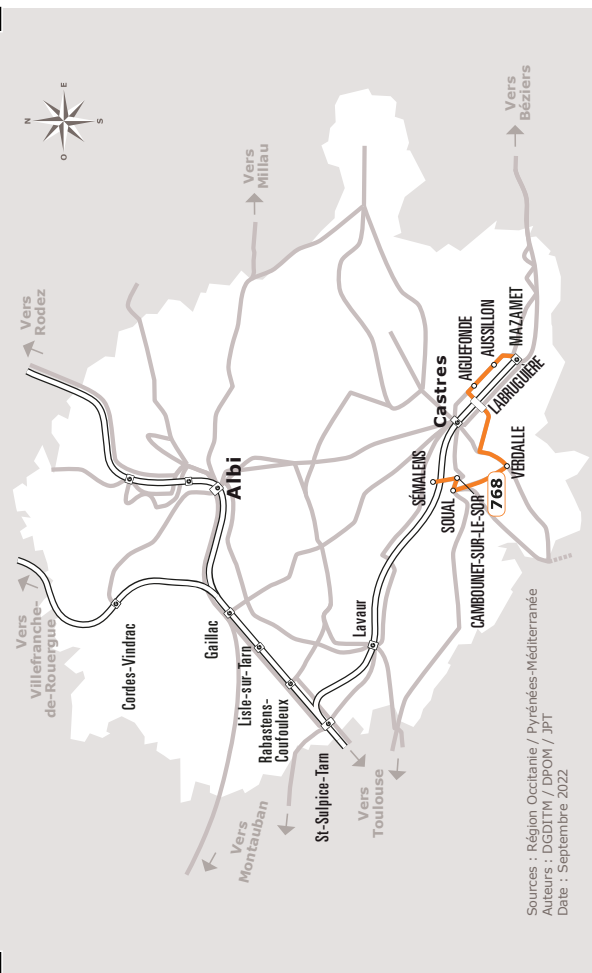 N
E
S
O
Vers
Rodez
Vers
Villefranche-
de-Rouergue
Vers
Millau
Vers
Béziers
Vers
Montauban
Vers
Toulouse
Cordes-Vindrac
Albi
Gaillac
Lisle-sur-Tarn
Rabastens-
Coufouleux
St-Sulpice-Tarn
Lavaur
Castres
SÉMALENS
SOUAL
CAMBOUNET-SUR-LE-SOR
768
VERDALLE
LABRUGUIÈRE
AIGUEFONDE
AUSSILLON
MAZAMET
Sources : Région Occitanie / Pyrénées-Méditerranée
Auteurs : DGDITM / DPOM / JPT
Date : Septembre 2022